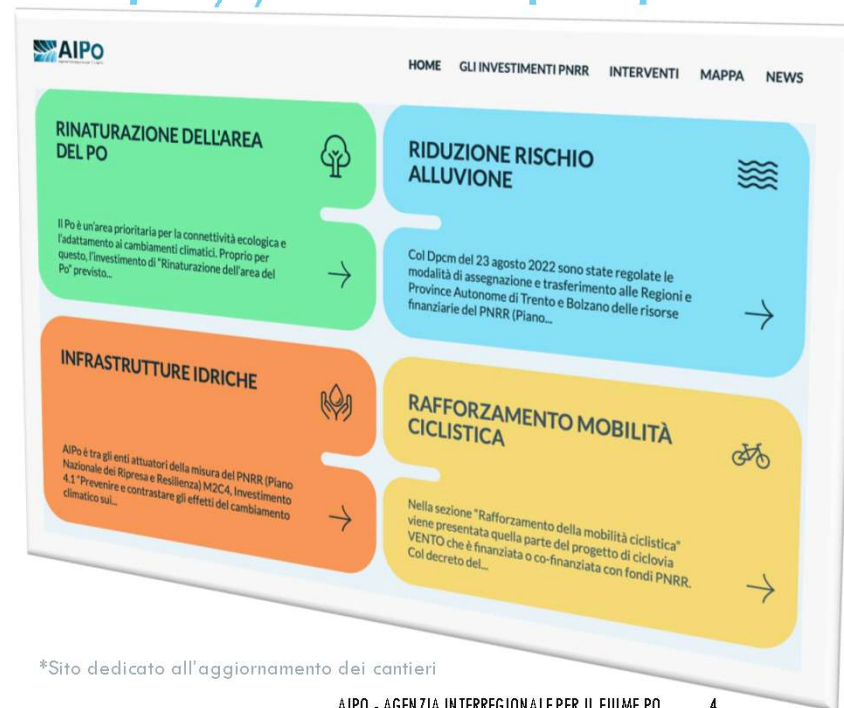 AIPo
HOME GLI INVESTIMENTI PNRR INTERVENTI MAPPA NEWS
RINATURAZIONE DELL'AREA
DEL PO
Il Po è un'area prioritaria per la connettività ecologica e
l'adattamento ai cambiamenti climatici. Proprio per
questo, l'investimento di "Rinaturazione dell'area del
Po" previsto...
RIDUZIONE RISCHIO
ALLUVIONE
Col Dpcm del 23 agosto 2022 sono state regolate le
modalità di assegnazione e trasferimento alle Regioni e
Province Autonome di Trento e Bolzano delle risorse
finanziarie del PNRR (Piano...
INFRASTRUTTURE IDRICHE
AIPo è tra gli enti attuatori della misura del PNRR (Piano
Nazionale dei Ripresa e Resilienza) M2C4, Investimento
4.1 "Prevenire e contrastare gli effetti del cambiamento
climatico sui...
RAFFORZAMENTO MOBILITÀ
CICLISTICA
Nella sezione "Rafforzamento della mobilità ciclistica"
viene presentata quella parte del progetto di ciclovia
VENTO che è finanziata o co-finanziata con fondi PNRR.
Col decreto del...
*Sito dedicato all'aggiornamento dei cantieri
AIPO - AGENZIA INTERREGIONALE PER IL FIUME PO 4